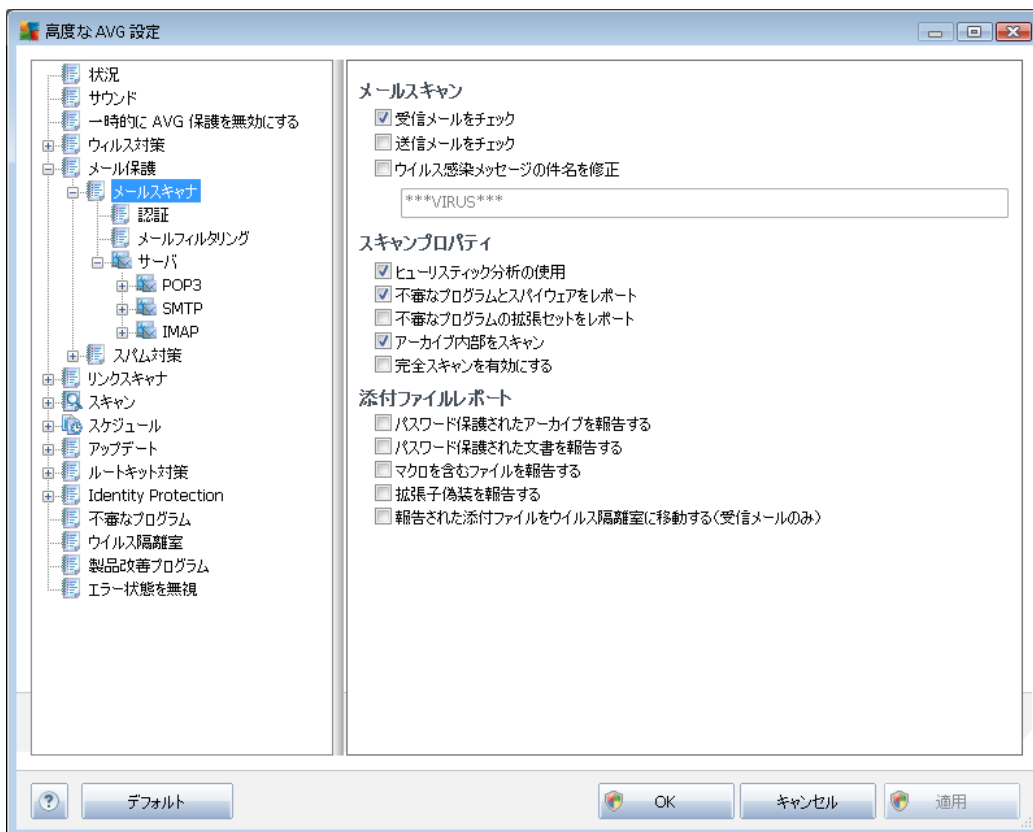 高度な AVG 設定
状況
サウンド
一時的に AVG 保護を無効にする
ウィルス対策
メール保護
メールスキャナ
認証
メールフィルタリング
サーバ
POP3
SMTP
IMAP
スパム対策
リンクスキャナ
スキャン
スケジュール
アップデート
ルートキット対策
Identity Protection
不審なプログラム
ウイルス隔離室
製品改善プログラム
エラー状態を無視
メールスキャン
受信メールをチェック
送信メールをチェック
ウイルス感染メッセージの件名を修正
***VIRUS***
スキャンプロパティ
ヒューリスティック分析の使用
不審なプログラムとスパイウェアをレポート
不審なプログラムの拡張セットをレポート
アーカイブ内部をスキャン
完全スキャンを有効にする
添付ファイルレポート
パスワード保護されたアーカイブを報告する
パスワード保護された文書を報告する
マクロを含むファイルを報告する
拡張子偽装を報告する
報告された添付ファイルをウイルス隔離室に移動する(受信メールのみ)
?
デフォルト
OK
キャンセル
適用